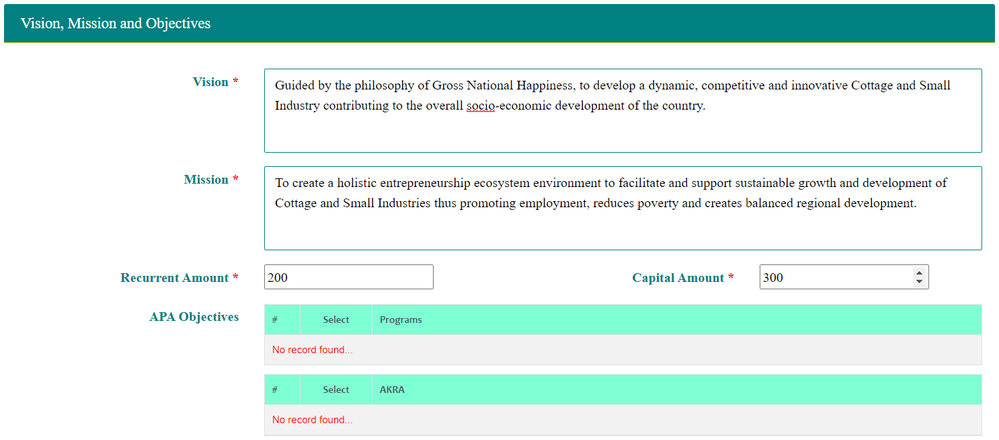 Vision, Mission and Objectives
Vision *
Guided by the philosophy of Gross National Happiness, to develop a dynamic, competitive and innovative Cottage and Small
Industry contributing to the overall socio-economic development of the country.
Mission *
To create a holistic entrepreneurship ecosystem environment to facilitate and support sustainable growth and development of
Cottage and Small Industries thus promoting employment, reduces poverty and creates balanced regional development.
Recurrent Amount * 200 Capital Amount * 300
APA Objectives
# Select Programs
No record found...
# Select AKRA
No record found...